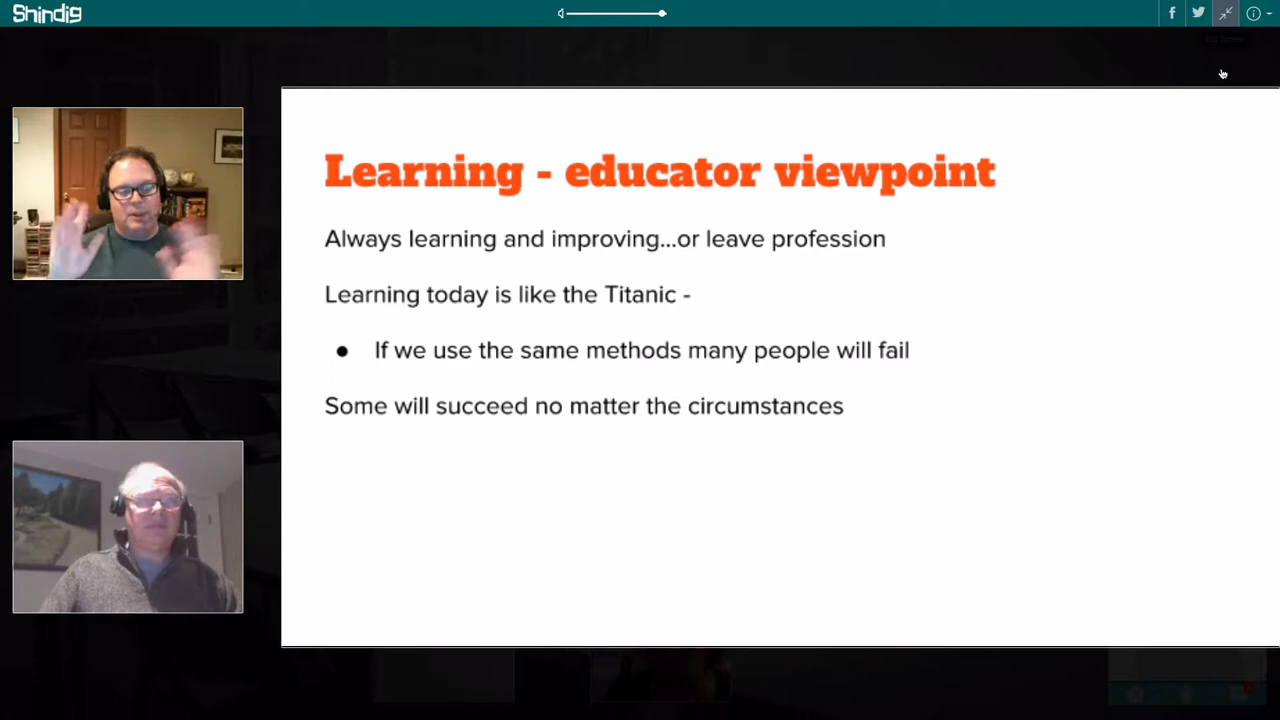 Shindig
Learning - educator viewpoint
Always learning and improving...or leave profession
Learning today is like the Titanic -
● If we use the same methods many people will fail
Some will succeed no matter the circumstances